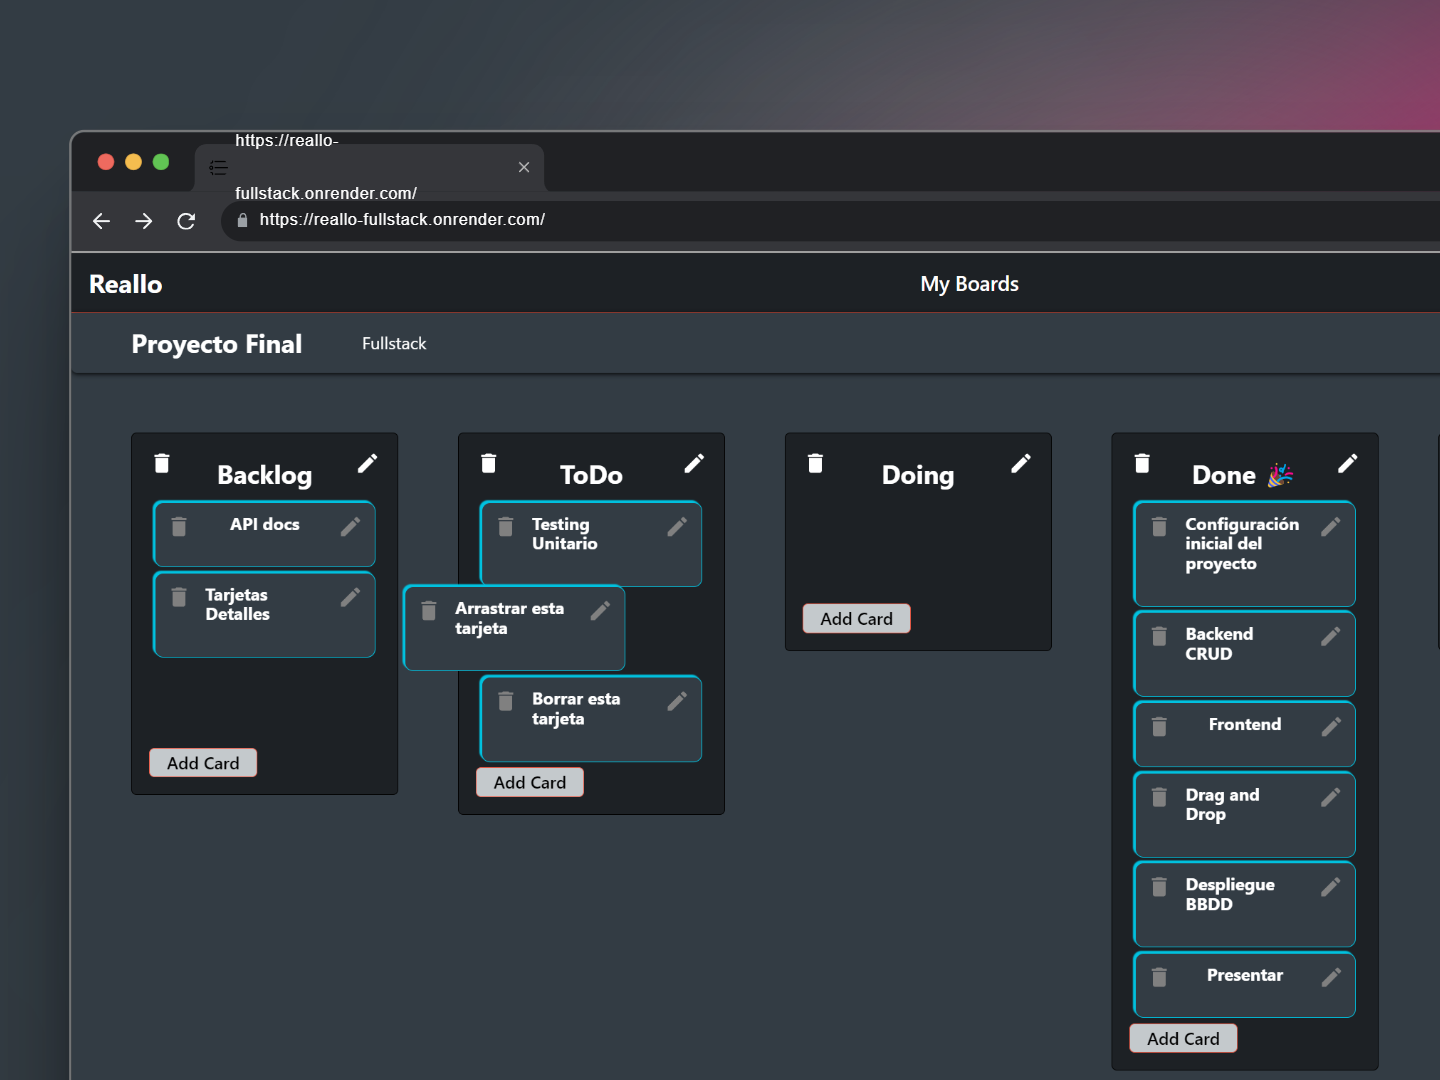 https://reallo-
fullstack.onrender.com/
https://reallo-fullstack.onrender.com/
Reallo
My Boards
Proyecto Final
Fullstack
Backlog
API docs
Tarjetas
Detalles
Add Card
ToDo
Testing
Unitario
Arrastrar esta
tarjeta
Borrar esta
tarjeta
Add Card
Doing
Add Card
Done 🎉
Configuración
inicial del
proyecto
Backend
CRUD
Frontend
Drag and
Drop
Despliegue
BBDD
Presentar
Add Card